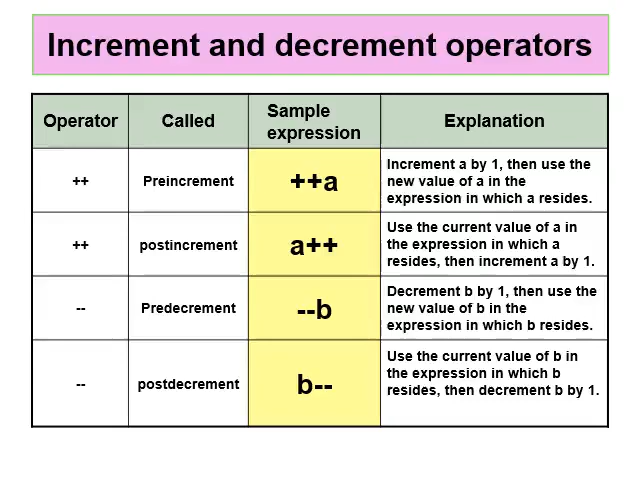 Increment and decrement operators
Operator
Called
Sample
expression
Explanation
++
Preincrement
++a
Increment a by 1, then use the
new value of a in the
expression in which a resides.
++
postincrement
a++
Use the current value of a in
the expression in which a
resides, then increment a by 1.
--
Predecrement
--b
Decrement b by 1, then use the
new value of b in the
expression in which b resides.
--
postdecrement
b--
Use the current value of b in
the expression in which b
resides, then decrement b by 1.